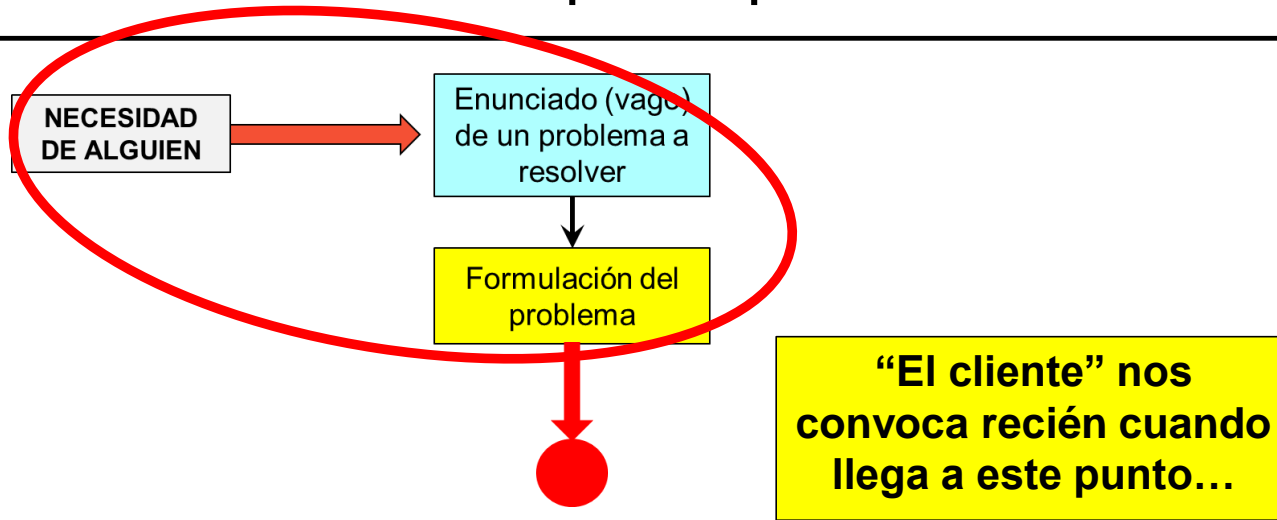 NECESIDAD
DE ALGUIEN
Enunciado (vago)
de un problema a
resolver
Formulación del
problema
“El cliente” nos
convoca recién cuando
llega a este punto…